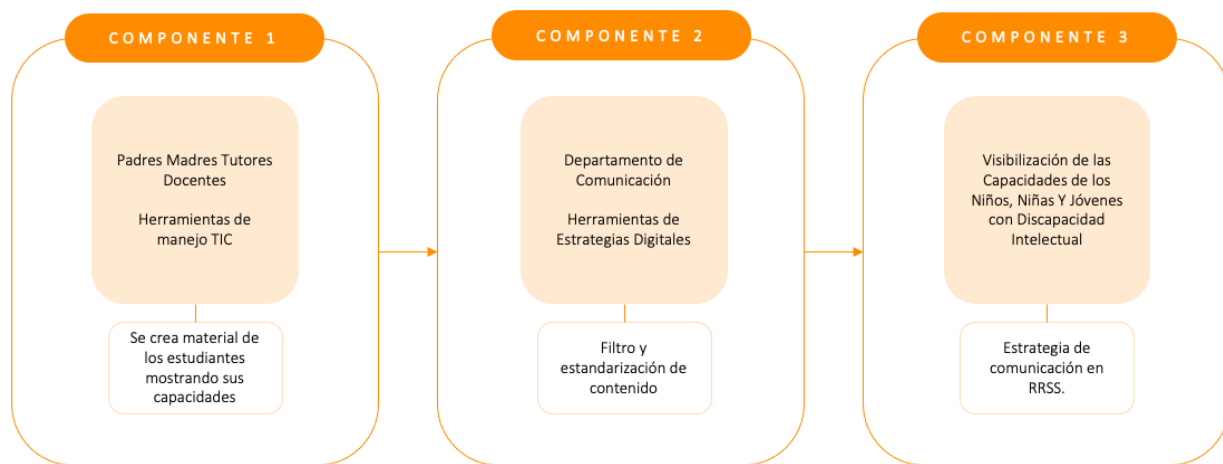 COMPONENTE 1
Padres Madres Tutores
Docentes
Herramientas de
manejo TIC
Se crea material de
los estudiantes
mostrando sus
capacidades
COMPONENTE 2
Departamento de
Comunicación
Herramientas de
Estrategias Digitales
Filtro y
estandarización de
contenido
COMPONENTE 3
Visibilización de las
Capacidades de los
Niños, Niñas Y Jóvenes
con Discapacidad
Intelectual
Estrategia de
comunicación en
RRSS.